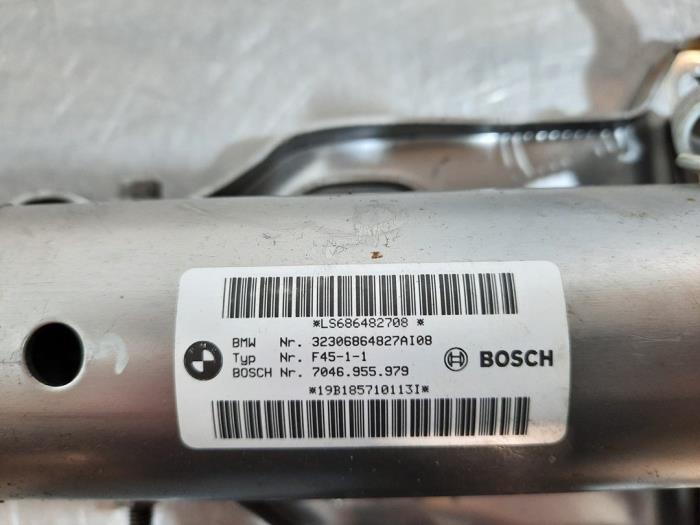 *LS686482708 *
BMW Nr. 32306864827AI08
Typ Nr. F45-1-1
BOSCH Nr. 7046.955.979
BOSCH
*19B185710113I*